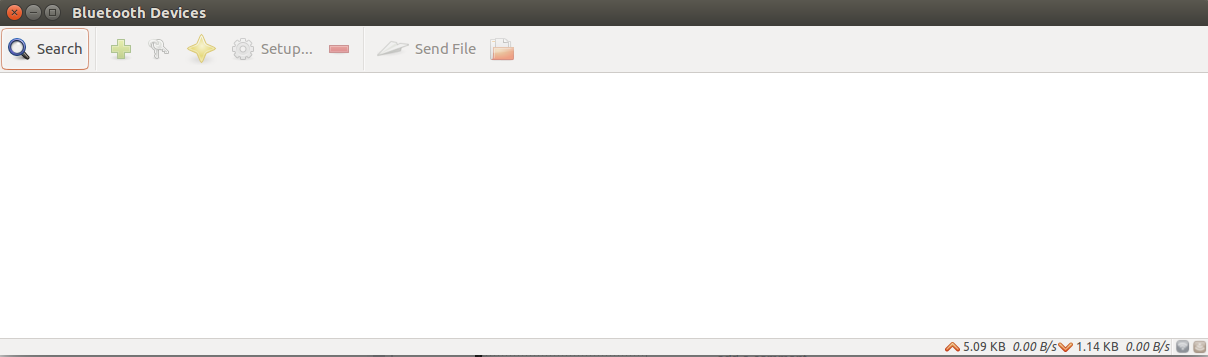 Bluetooth Devices
Search Setup... Send File
5.09 KB 0.00 B/s 1.14 KB 0.00 B/s